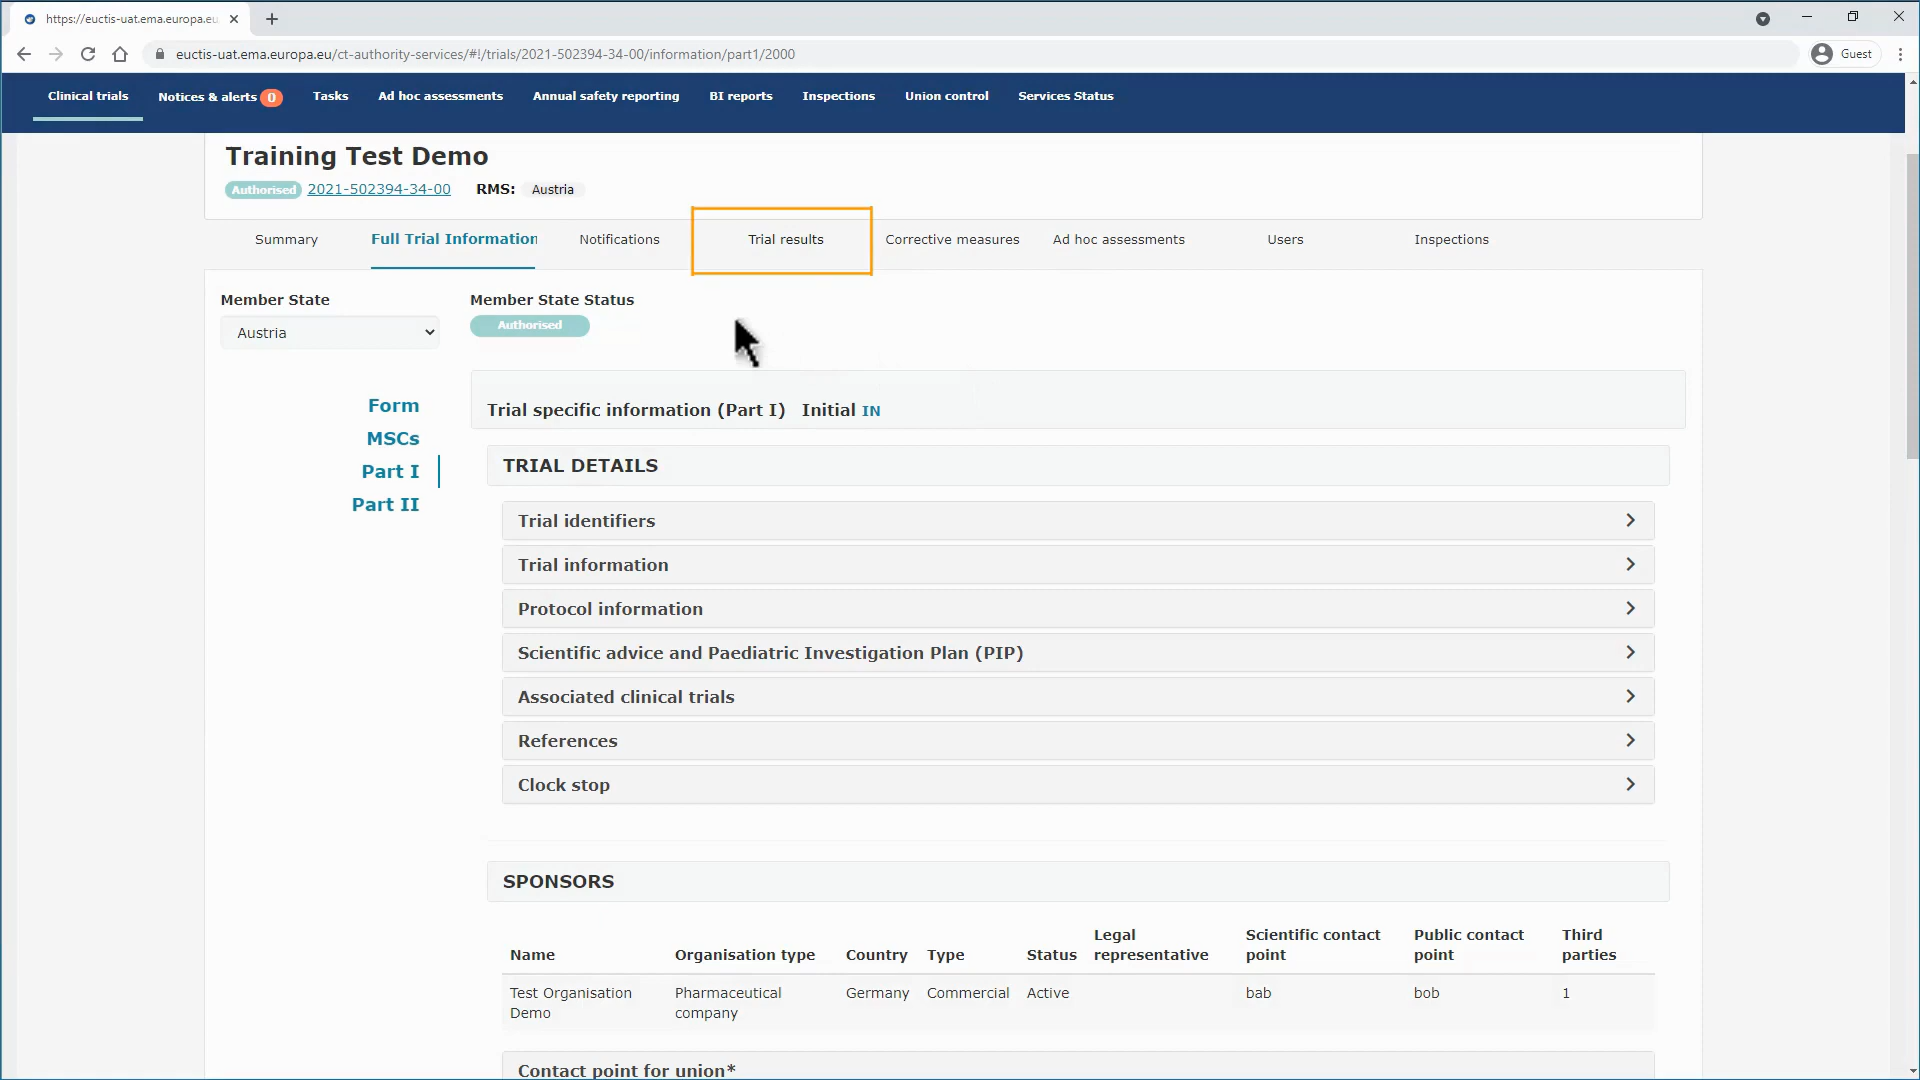 https://euctis-uat.ema.europa.eu
euctis-uat.ema.europa.eu/ct-authority-services/#!/trials/2021-502394-34-00/information/part1/2000
Guest
Clinical trials
Notices & alerts 0
Tasks
Ad hoc assessments
Annual safety reporting
BI reports
Inspections
Union control
Services Status
Training Test Demo
Authorised 2021-502394-34-00 RMS: Austria
Summary
Full Trial Information
Notifications
Trial results
Corrective measures
Ad hoc assessments
Users
Inspections
Member State
Austria
Member State Status
Authorised
Form
MSCs
Part I
Part II
Trial specific information (Part I) Initial IN
TRIAL DETAILS
Trial identifiers
Trial information
Protocol information
Scientific advice and Paediatric Investigation Plan (PIP)
Associated clinical trials
References
Clock stop
SPONSORS
Name Organisation type Country Type Status Legal representative Scientific contact point Public contact point Third parties
Test Organisation Demo Pharmaceutical company Germany Commercial Active bab bob 1
Contact point for union*